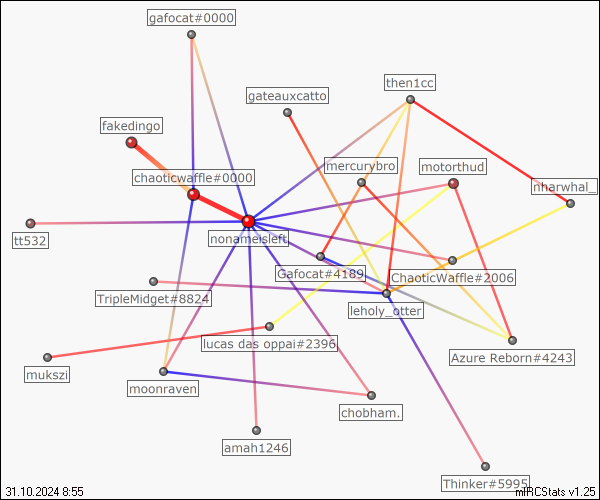 gafocat#0000
then1cc
gateauxcatto
fakedingo
mercurybro
motorthud
chaoticwaffle#0000
nharwhal_
nonameisleft
tt532
Gafocat#4189
ChaoticWaffle#2006
TripleMidget#8824
leholy_otter
lucas das oppai#2396
Azure Reborn#4243
mukszi
moonraven
chobham.
amah1246
Thinker#5995
31.10.2024 8:55
mIRCStats v1.25